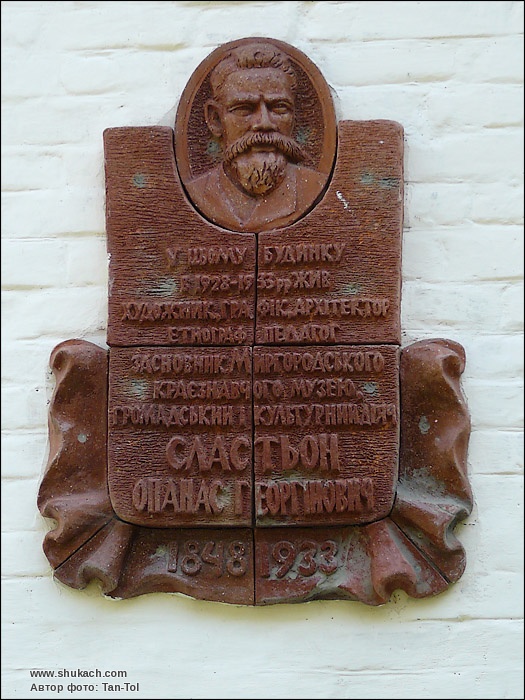 У ЦЬОМУ БУДИНКУ
В 1928-1933 рр ЖИВ
ХУДОЖНИК, ГРАФІК, АРХІТЕКТОР
ЕТНОГРАФ ПЕДАГОГ
ЗАСНОВНИК МИРГОРОДСЬКОГО
КРАЄЗНАВЧОГО МУЗЕЮ,
ГРОМАДСЬКИЙ І КУЛЬТУРНИЙ ДІЯЧ
СЛАСТЬОН
ОПАНАС ГЕОРГІЙОВИЧ
1848 1933
www.shukach.com
Автор фото: Tan-Tol